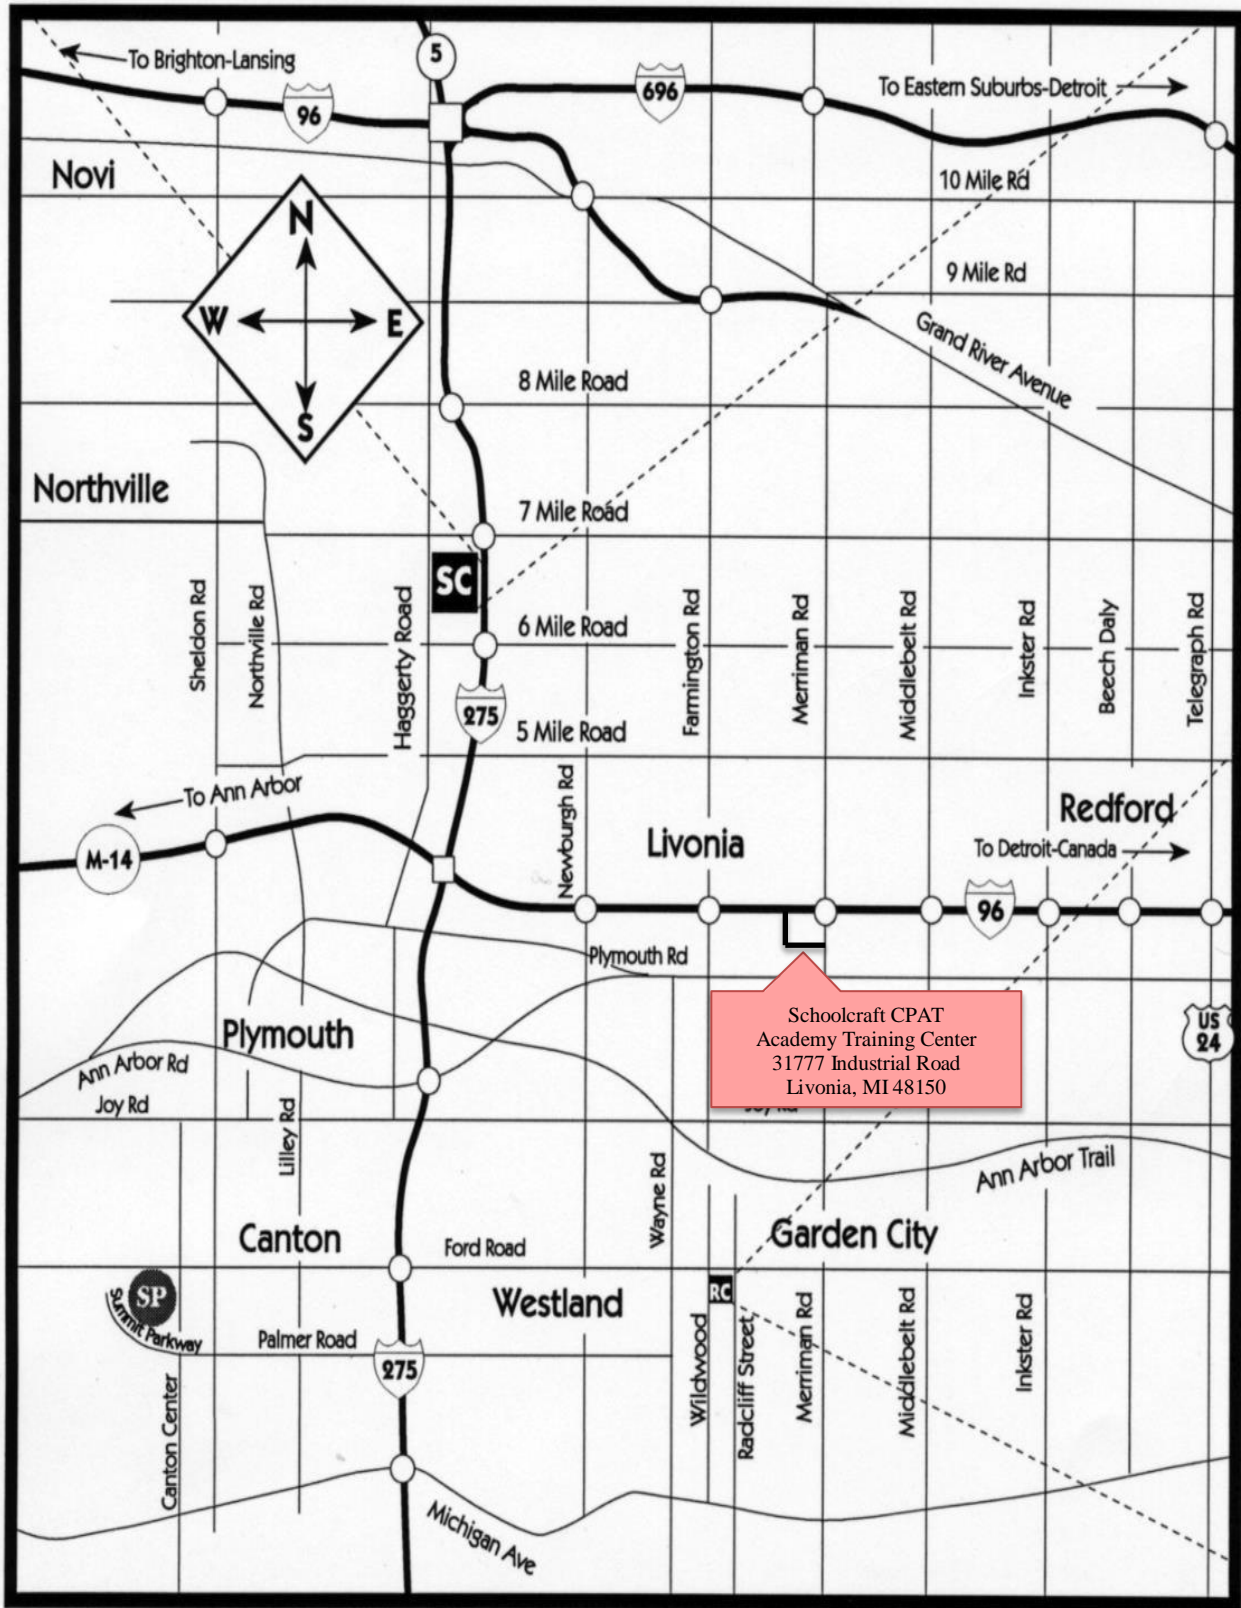 5
To Brighton-Lansing
96
696
To Eastern Suburbs-Detroit
Novi
10 Mile Rd
N
W
E
S
9 Mile Rd
Grand River Avenue
8 Mile Road
Northville
7 Mile Road
SC
Sheldon Rd
Northville Rd
Haggerty Road
6 Mile Road
Farmington Rd
Merriman Rd
Middlebelt Rd
Inkster Rd
Beech Daly
Telegraph Rd
275
5 Mile Road
To Ann Arbor
Newburgh Rd
Livonia
Redford
To Detroit-Canada
M-14
96
Plymouth Rd
Schoolcraft CPAT
Academy Training Center
31777 Industrial Road
Livonia, MI 48150
US
24
Plymouth
Ann Arbor Rd
Joy Rd
Joy Rd
Lilley Rd
Ann Arbor Trail
Wayne Rd
Canton
Ford Road
Garden City
SP
Summit Parkway
Westland
RC
Palmer Road
275
Wildwood
Radcliff Street
Merriman Rd
Middlebelt Rd
Inkster Rd
Canton Center
Michigan Ave